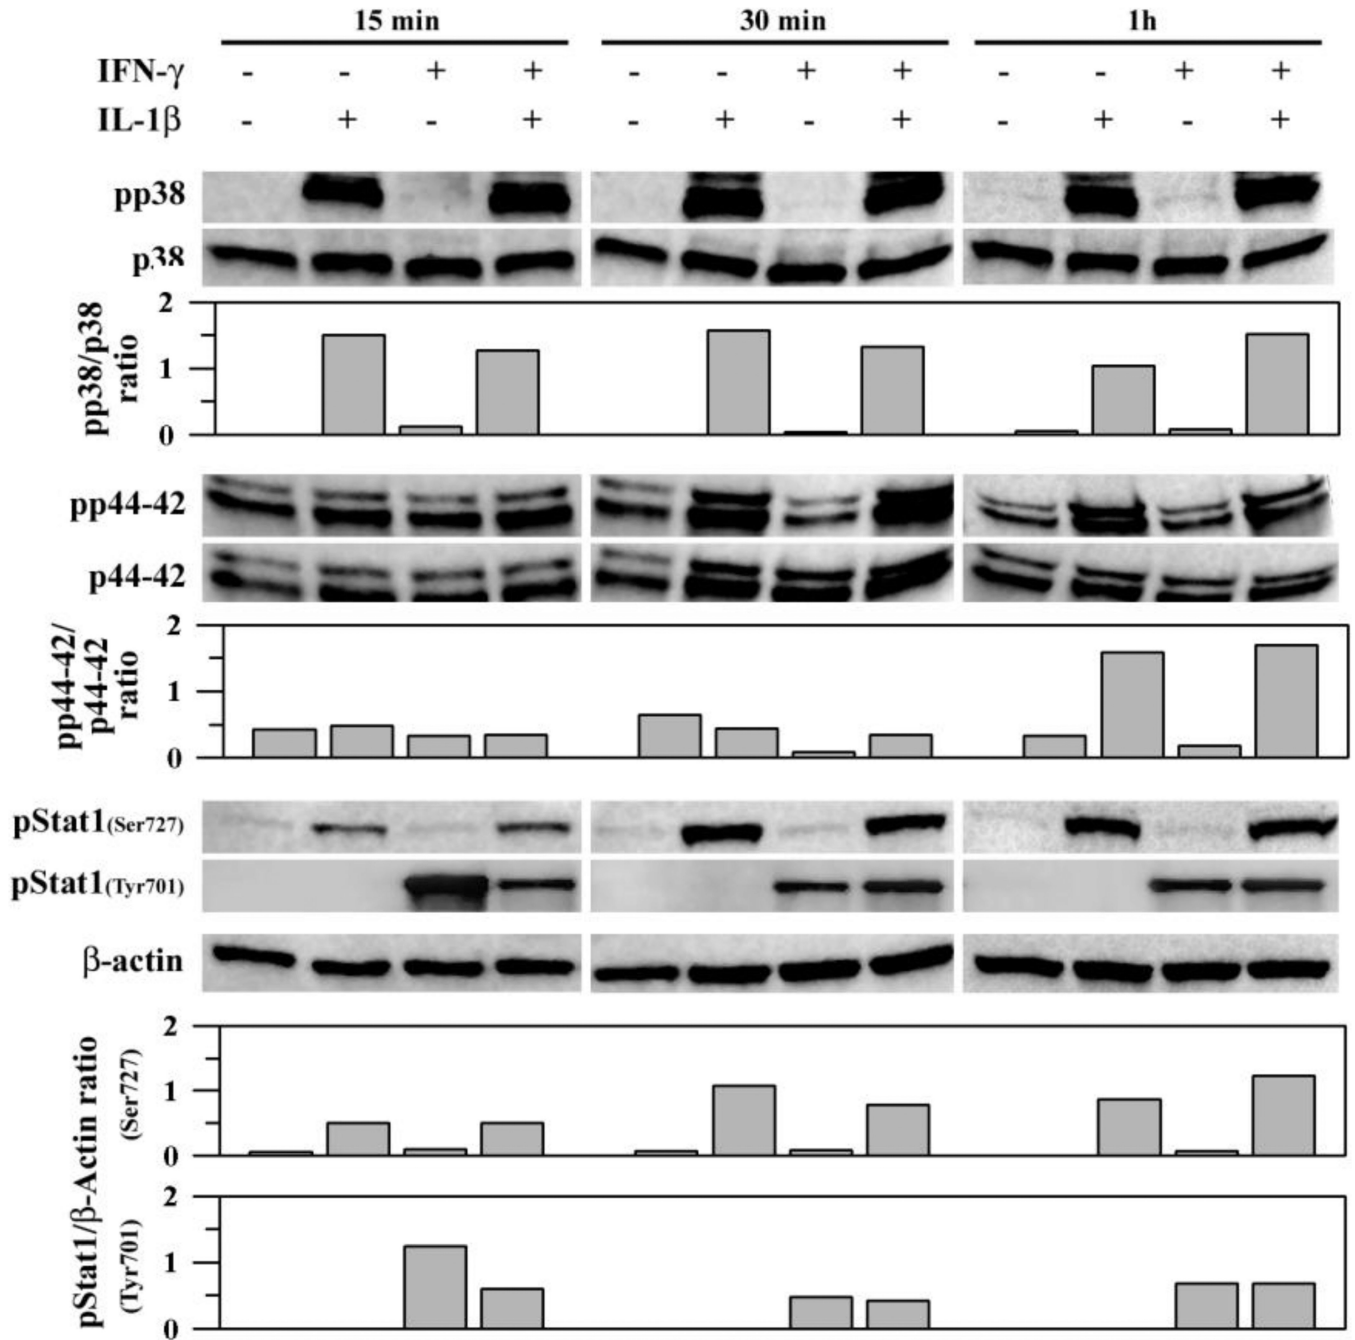 15 min 30 min 1h
IFN-γ - - + + - - + + - - + +
IL-1β - + - + - + - + - + - +
pp38
p38
pp38/p38
ratio
2
1
0
pp44-42
p44-42
pp44-42/
p44-42
ratio
2
1
0
pStat1(Ser727)
pStat1(Tyr701)
β-actin
pStat1/β-Actin ratio
(Ser727)
2
1
0
(Tyr701)
2
1
0